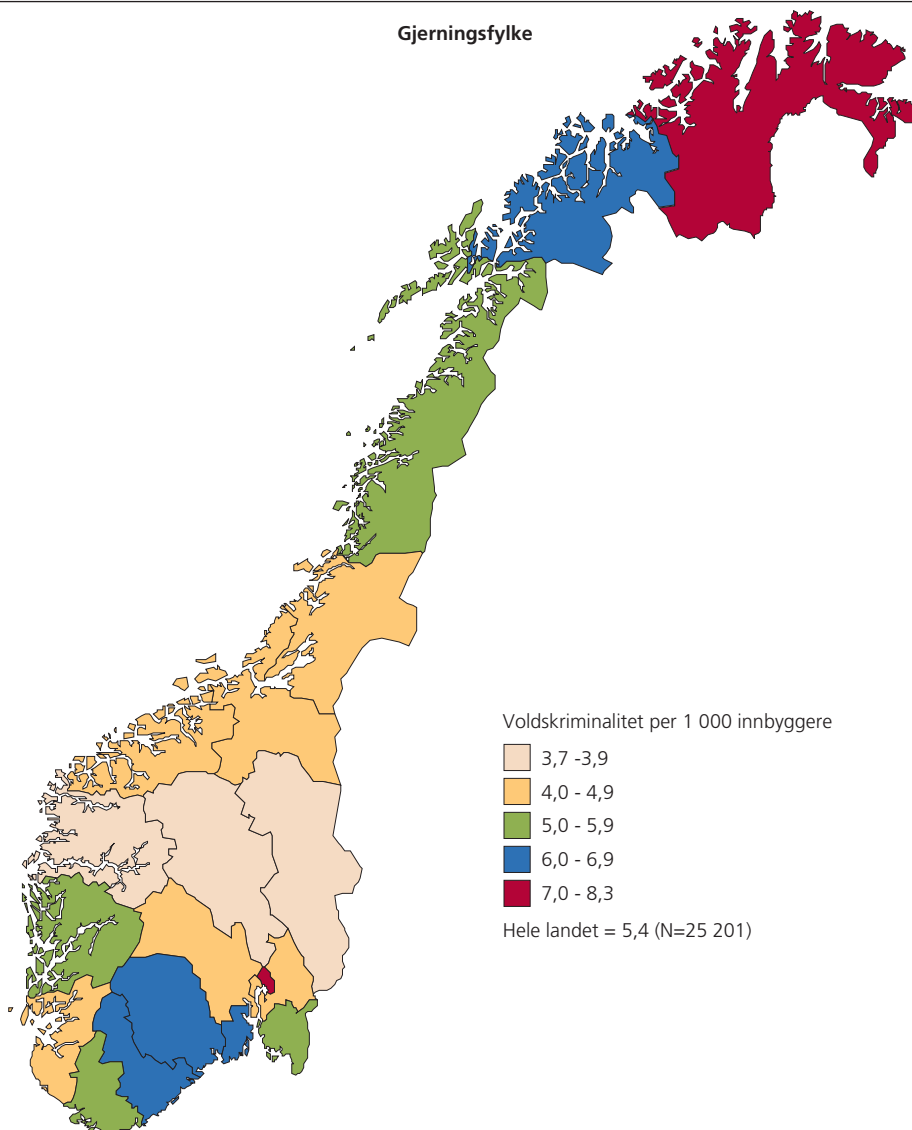 Gjerningsfylke
Voldskriminalitet per 1 000 innbyggere
3,7 -3,9
4,0 - 4,9
5,0 - 5,9
6,0 - 6,9
7,0 - 8,3
Hele landet = 5,4 (N=25 201)